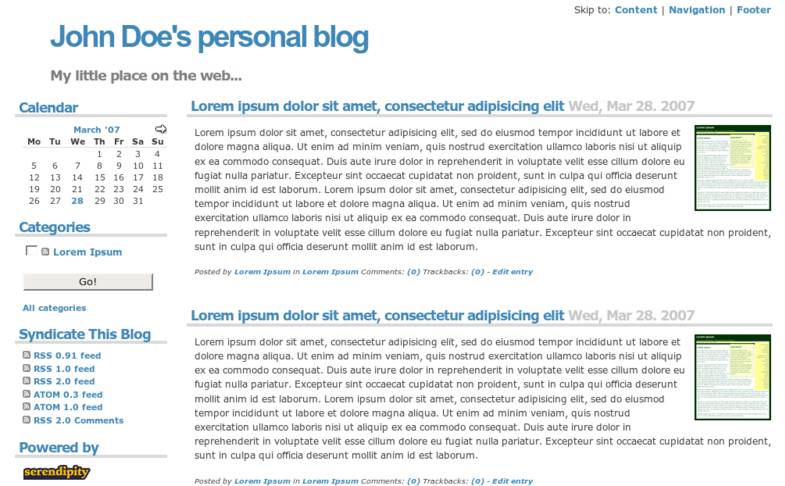 Skip to: Content | Navigation | Footer
John Doe's personal blog
My little place on the web...
Calendar
March '07
Mo Tu We Th Fr Sa Su
1 2 3 4
5 6 7 8 9 10 11
12 13 14 15 16 17 18
19 20 21 22 23 24 25
26 27 28 29 30 31
Categories
Lorem Ipsum
Go!
All categories
Syndicate This Blog
RSS 0.91 feed
RSS 1.0 feed
RSS 2.0 feed
ATOM 0.3 feed
ATOM 1.0 feed
RSS 2.0 Comments
Powered by
serendipity
Lorem ipsum dolor sit amet, consectetur adipisicing elit Wed, Mar 28. 2007
Lorem ipsum dolor sit amet, consectetur adipisicing elit, sed do eiusmod tempor incididunt ut labore et
dolore magna aliqua. Ut enim ad minim veniam, quis nostrud exercitation ullamco laboris nisi ut aliquip
ex ea commodo consequat. Duis aute irure dolor in reprehenderit in voluptate velit esse cillum dolore eu
fugiat nulla pariatur. Excepteur sint occaecat cupidatat non proident, sunt in culpa qui officia deserunt
mollit anim id est laborum. Lorem ipsum dolor sit amet, consectetur adipisicing elit, sed do eiusmod
tempor incididunt ut labore et dolore magna aliqua. Ut enim ad minim veniam, quis nostrud
exercitation ullamco laboris nisi ut aliquip ex ea commodo consequat. Duis aute irure dolor in
reprehenderit in voluptate velit esse cillum dolore eu fugiat nulla pariatur. Excepteur sint occaecat cupidatat non proident,
sunt in culpa qui officia deserunt mollit anim id est laborum.
Posted by Lorem Ipsum in Lorem Ipsum Comments: (0) Trackbacks: (0) - Edit entry
Lorem ipsum dolor sit amet, consectetur adipisicing elit Wed, Mar 28. 2007
Lorem ipsum dolor sit amet, consectetur adipisicing elit, sed do eiusmod tempor incididunt ut labore et
dolore magna aliqua. Ut enim ad minim veniam, quis nostrud exercitation ullamco laboris nisi ut aliquip
ex ea commodo consequat. Duis aute irure dolor in reprehenderit in voluptate velit esse cillum dolore eu
fugiat nulla pariatur. Excepteur sint occaecat cupidatat non proident, sunt in culpa qui officia deserunt
mollit anim id est laborum. Lorem ipsum dolor sit amet, consectetur adipisicing elit, sed do eiusmod
tempor incididunt ut labore et dolore magna aliqua. Ut enim ad minim veniam, quis nostrud
exercitation ullamco laboris nisi ut aliquip ex ea commodo consequat. Duis aute irure dolor in
reprehenderit in voluptate velit esse cillum dolore eu fugiat nulla pariatur. Excepteur sint occaecat cupidatat non proident,
sunt in culpa qui officia deserunt mollit anim id est laborum.
Posted by Lorem Ipsum in Lorem Ipsum Comments: (0) Trackbacks: (0) - Edit entry